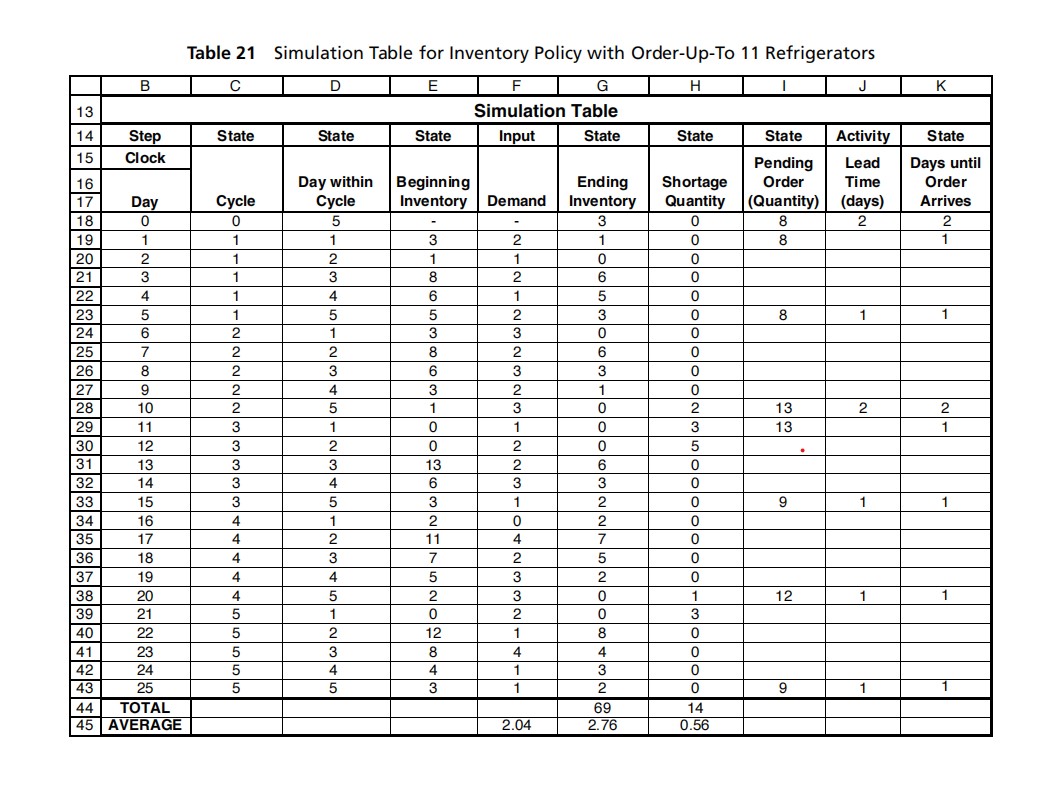 Table 21 Simulation Table for Inventory Policy with Order-Up-To 11 Refrigerators
B C D E F G H I J K
13 Simulation Table
14 Step State State State Input State State State Activity State
15 Clock
16
17 Day Cycle Day within Cycle Beginning Inventory Demand Ending Inventory Shortage Quantity Pending Order (Quantity) Lead Time (days) Days until Order Arrives
18 0 0 5 - - 3 0 8 2 2
19 1 1 1 3 2 1 0 8 1
20 2 1 2 1 1 0 0
21 3 1 3 8 2 6 0
22 4 1 4 6 1 5 0
23 5 1 5 5 2 3 0 8 1 1
24 6 2 1 3 3 0 0
25 7 2 2 8 2 6 0
26 8 2 3 6 3 3 0
27 9 2 4 3 2 1 0
28 10 2 5 1 3 0 2 13 2 2
29 11 3 1 0 1 0 3 13 1
30 12 3 2 0 2 0 5
31 13 3 3 13 2 6 0
32 14 3 4 6 3 3 0
33 15 3 5 3 1 2 0 9 1 1
34 16 4 1 2 0 2 0
35 17 4 2 11 4 7 0
36 18 4 3 7 2 5 0
37 19 4 4 5 3 2 0
38 20 4 5 2 3 0 1 12 1 1
39 21 5 1 0 2 0 3
40 22 5 2 12 1 8 0
41 23 5 3 8 4 4 0
42 24 5 4 4 1 3 0
43 25 5 5 3 1 2 0 9 1 1
44 TOTAL 69 14
45 AVERAGE 2.04 2.76 0.56